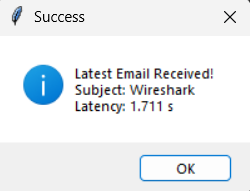 Success
Latest Email Received!
Subject: Wireshark
Latency: 1.711 s
OK